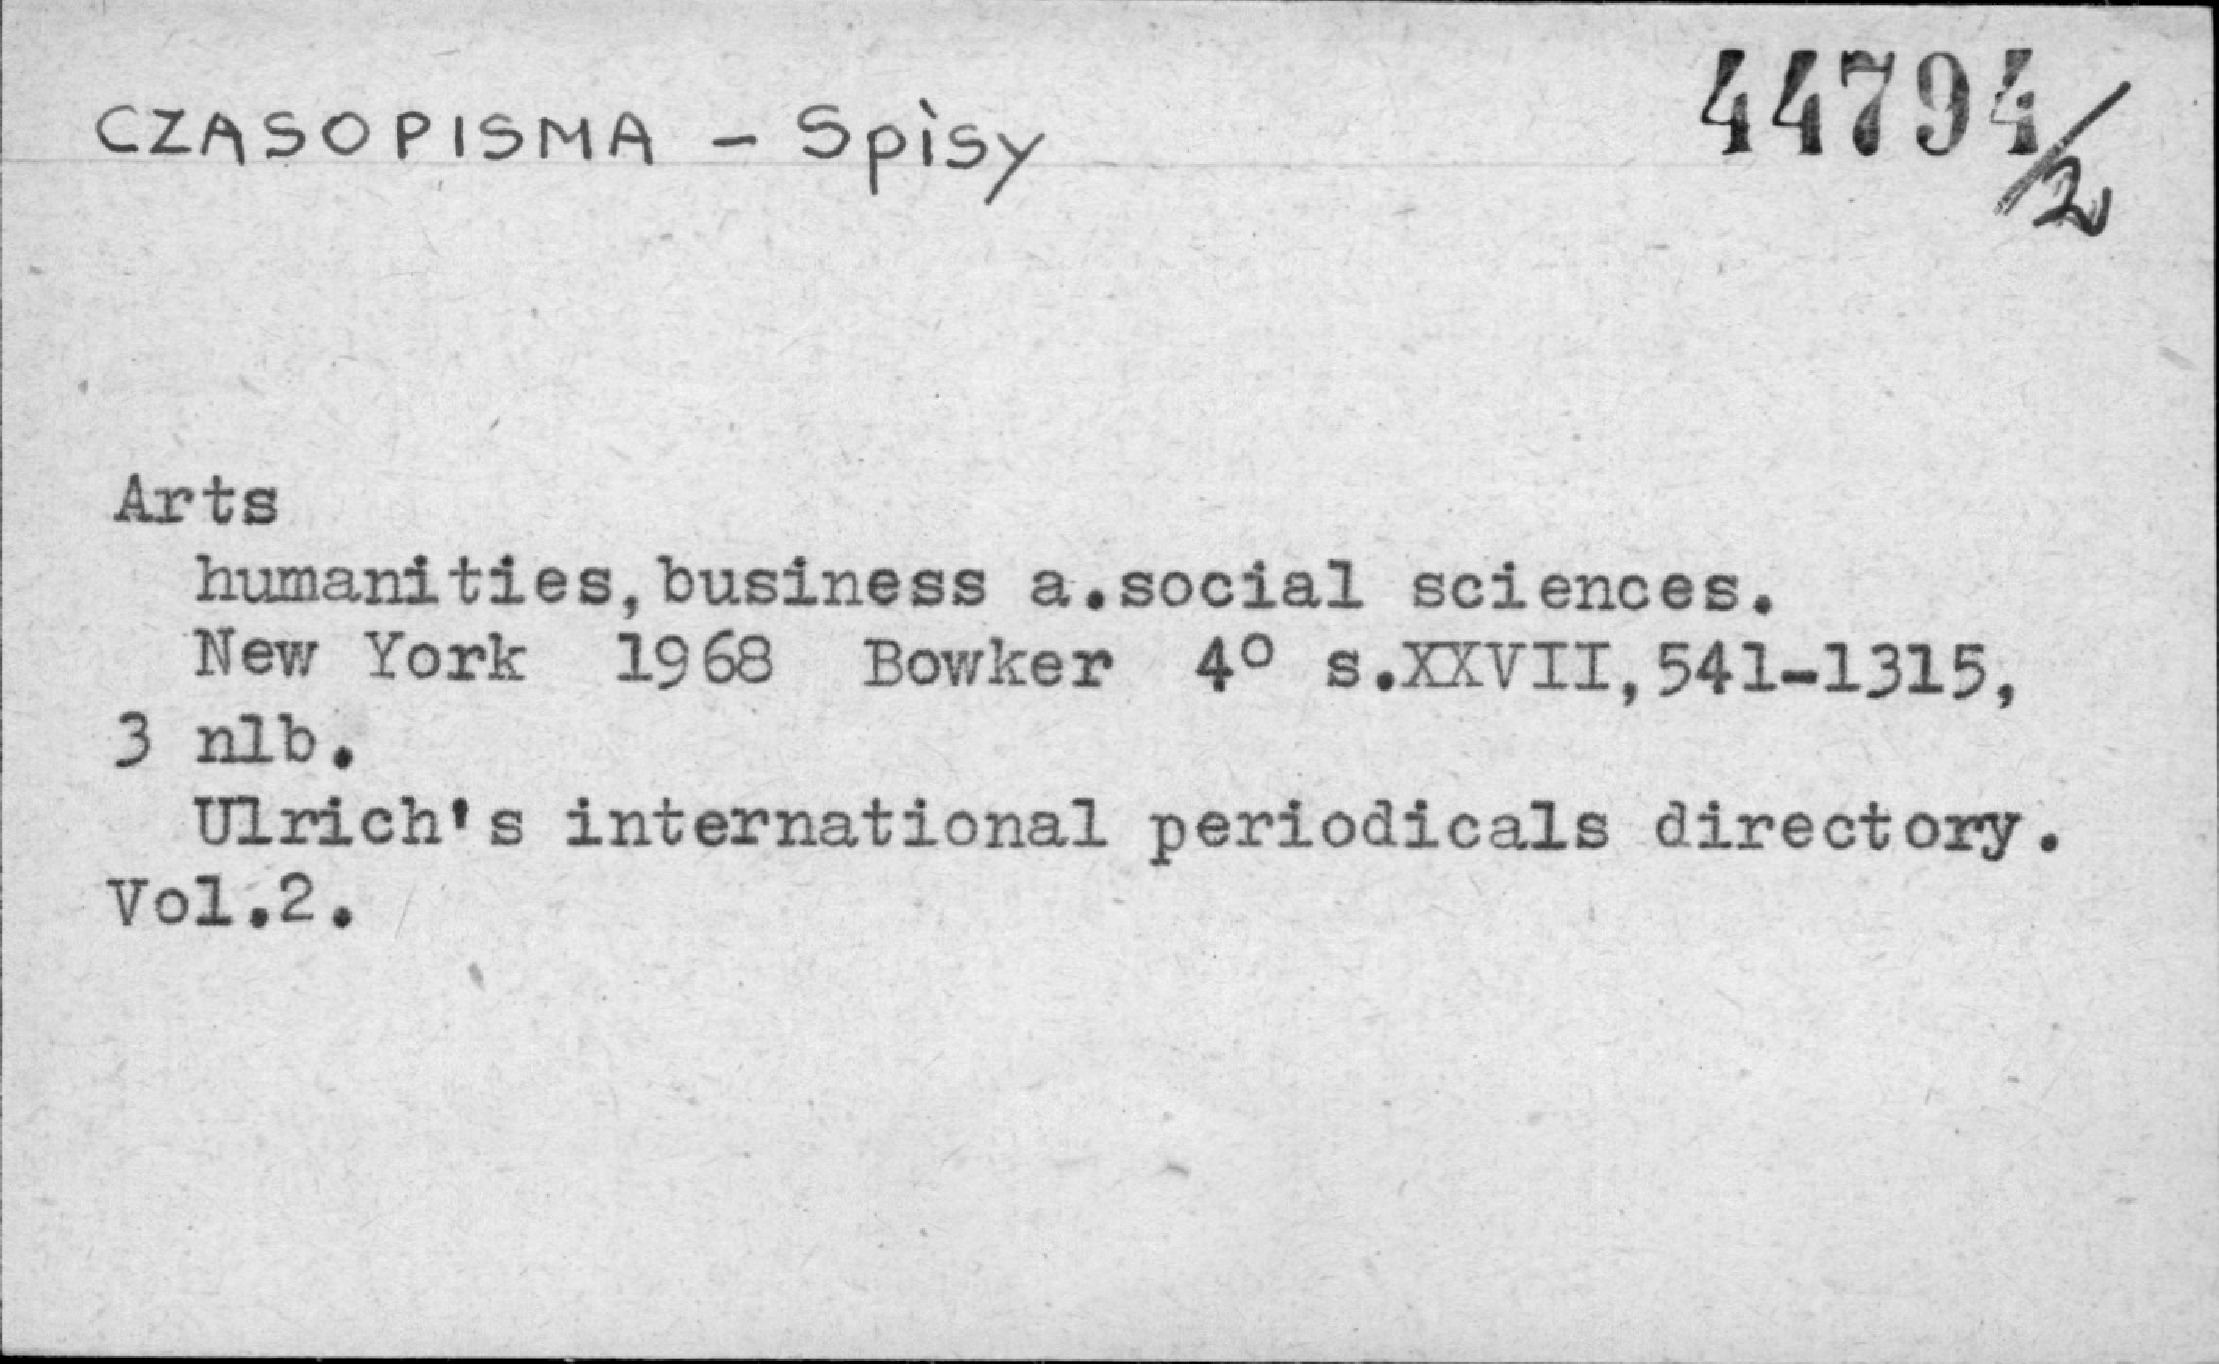 CZASOPISMA - Spisy
44794/2
Arts
humanities,business a.social sciences.
New York 1968 Bowker 4° s.XXVII,541-1315,
3 nlb.
Ulrich's international periodicals directory.
Vol.2.